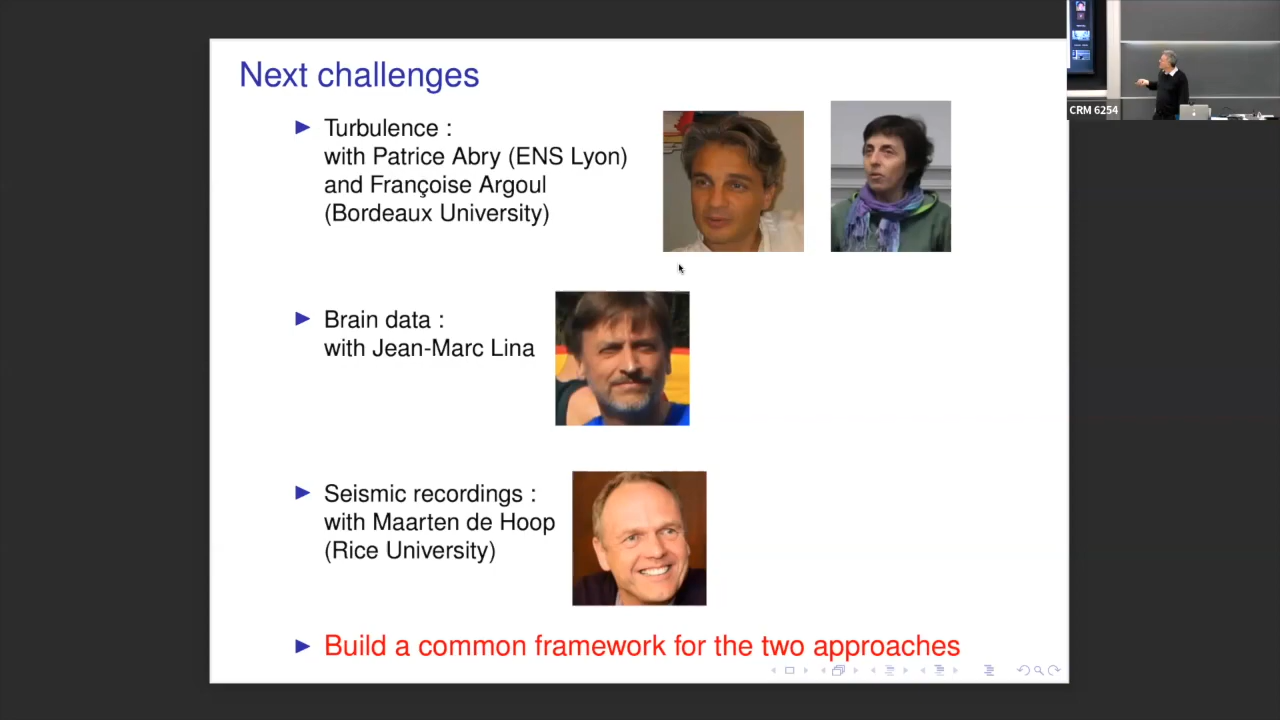 Next challenges
Turbulence :
with Patrice Abry (ENS Lyon)
and Françoise Argoul
(Bordeaux University)
Brain data :
with Jean-Marc Lina
Seismic recordings :
with Maarten de Hoop
(Rice University)
Build a common framework for the two approaches
CRM 6254